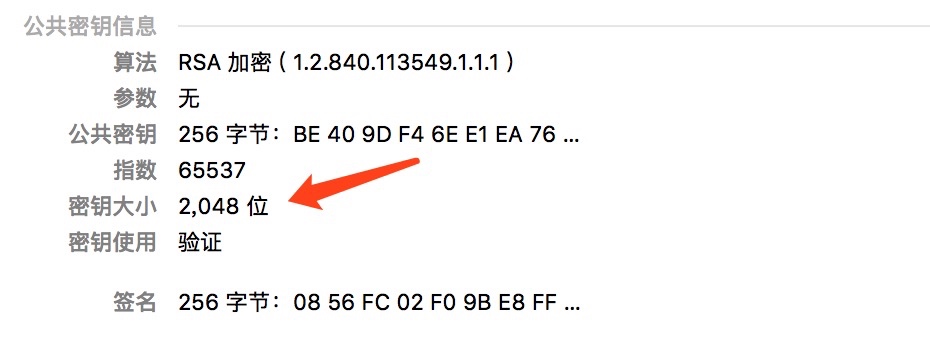 公共密钥信息
算法 RSA 加密 ( 1.2.840.113549.1.1.1 )
参数 无
公共密钥 256 字节：BE 40 9D F4 6E E1 EA 76 ...
指数 65537
密钥大小 2,048 位
密钥使用 验证
签名 256 字节：08 56 FC 02 F0 9B E8 FF ...